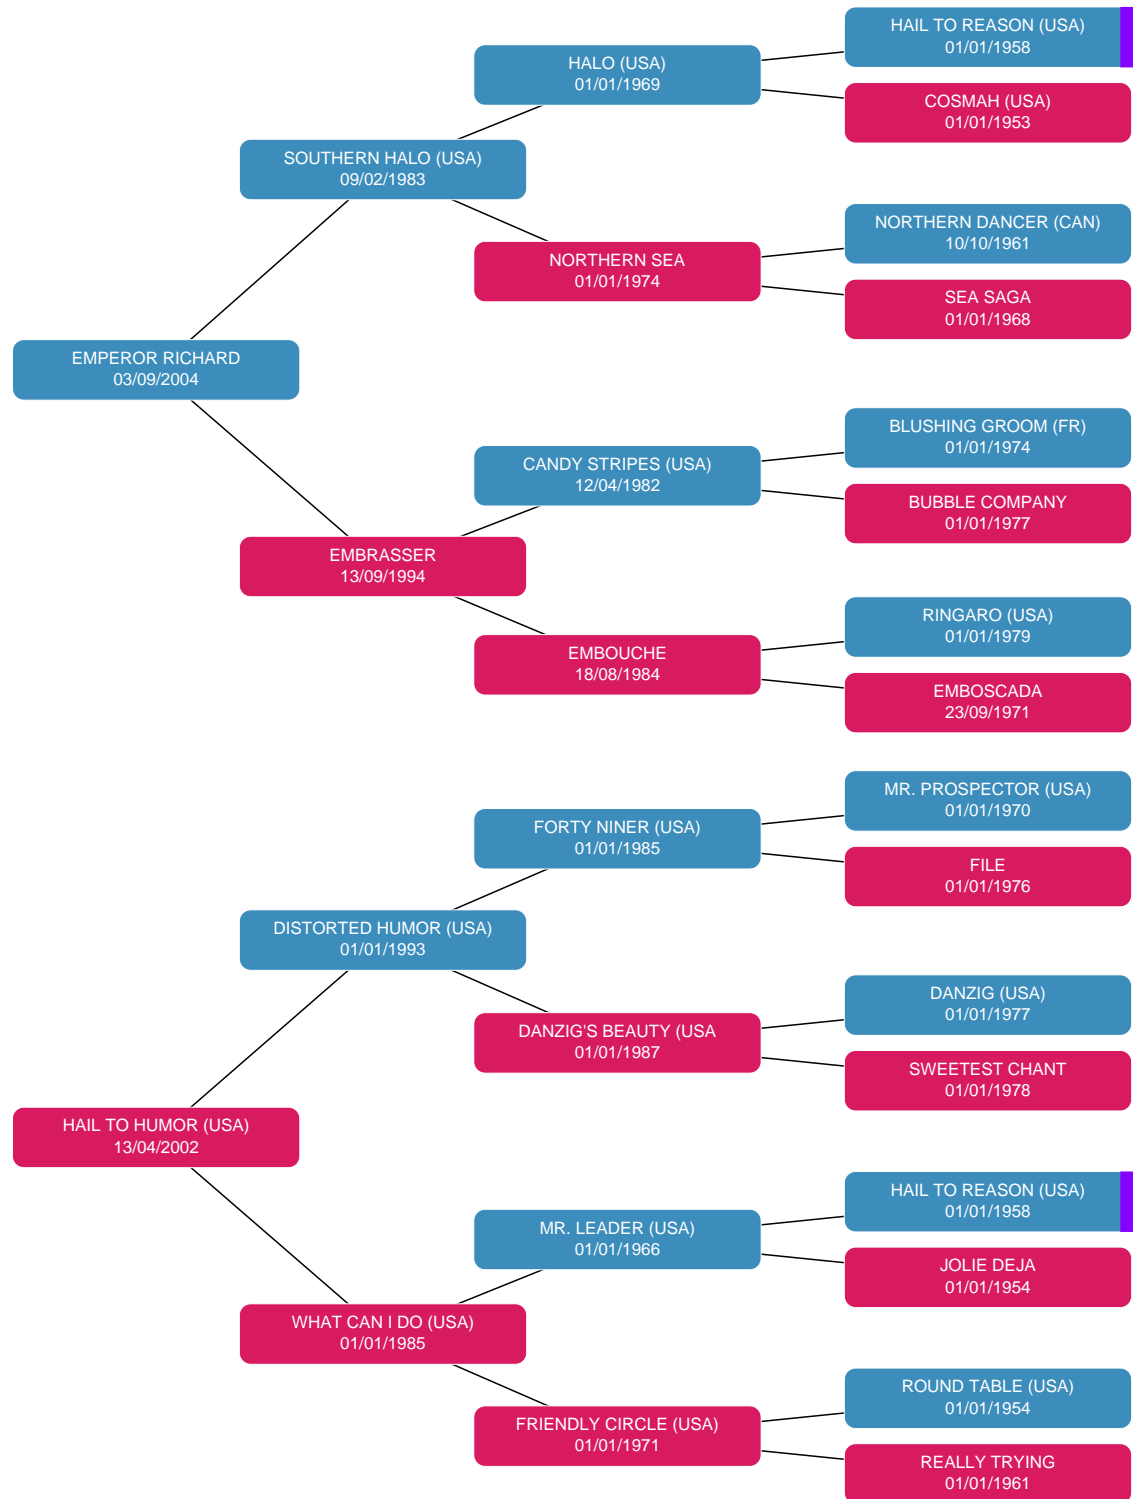 HAIL TO REASON (USA)
01/01/1958
HALO (USA)
01/01/1969
COSMAH (USA)
01/01/1953
SOUTHERN HALO (USA)
09/02/1983
NORTHERN DANCER (CAN)
10/10/1961
NORTHERN SEA
01/01/1974
SEA SAGA
01/01/1968
EMPEROR RICHARD
03/09/2004
BLUSHING GROOM (FR)
01/01/1974
CANDY STRIPES (USA)
12/04/1982
BUBBLE COMPANY
01/01/1977
EMBRASSER
13/09/1994
RINGARO (USA)
01/01/1979
EMBOUCHE
18/08/1984
EMBOSCADA
23/09/1971
MR. PROSPECTOR (USA)
01/01/1970
FORTY NINER (USA)
01/01/1985
FILE
01/01/1976
DISTORTED HUMOR (USA)
01/01/1993
DANZIG (USA)
01/01/1977
DANZIG'S BEAUTY (USA
01/01/1987
SWEETEST CHANT
01/01/1978
HAIL TO HUMOR (USA)
13/04/2002
HAIL TO REASON (USA)
01/01/1958
MR. LEADER (USA)
01/01/1966
JOLIE DEJA
01/01/1954
WHAT CAN I DO (USA)
01/01/1985
ROUND TABLE (USA)
01/01/1954
FRIENDLY CIRCLE (USA)
01/01/1971
REALLY TRYING
01/01/1961